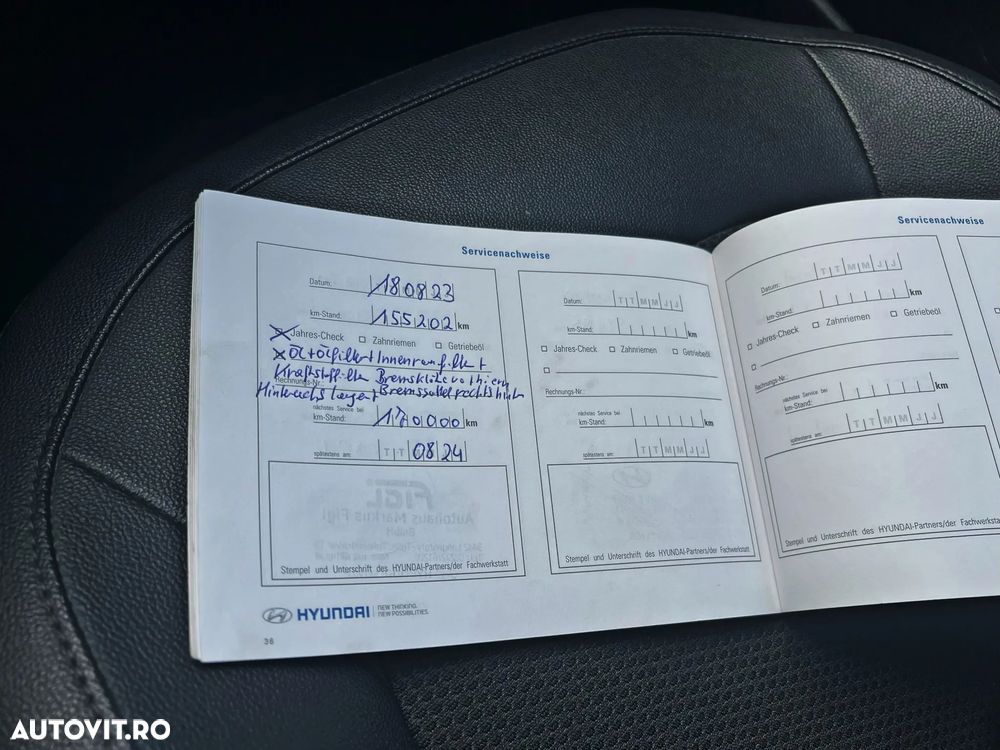 Servicenachweise
Datum: 18 08 23
km-Stand: 155202 km
Jahres-Check Zahnriemen Getriebeöl
Öl+Ölfilter+Innenraumfilter+
Kraftstofffilter Bremsklötze
Rechnungs-Nr.:
Bremssattel rechts
nächstes Service bei
km-Stand: 170000 km
spätestens am: T T 08 24
Stempel und Unterschrift des HYUNDAI-Partners/der Fachwerkstatt
Datum: T T M M J J
km-Stand: km
Jahres-Check Zahnriemen Getriebeöl
Rechnungs-Nr.:
nächstes Service bei
km-Stand: km
spätestens am: T T M M J J
Stempel und Unterschrift des HYUNDAI-Partners/der Fachwerkstatt
HYUNDAI NEW THINKING.
NEW POSSIBILITIES.
36
Servicenachweise
Datum: T T M M J J
km-Stand: km
Jahres-Check Zahnriemen Getriebeöl
Rechnungs-Nr.:
nächstes Service bei
km-Stand: km
spätestens am: T T M M J J
Stempel und Unterschrift des HYUNDAI-Partners/der Fachwerkstatt
AUTOVIT.RO